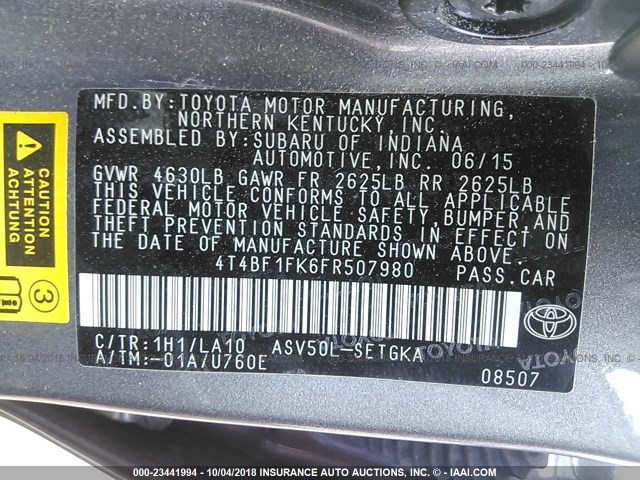 MFD.BY:TOYOTA MOTOR MANUFACTURING,
NORTHERN KENTUCKY,INC.
ASSEMBLED BY:SUBARU OF INDIANA
AUTOMOTIVE,INC. 06/15
GVWR 4630LB GAWR FR 2625LB RR 2625LB
THIS VEHICLE CONFORMS TO ALL APPLICABLE
FEDERAL MOTOR VEHICLE SAFETY,BUMPER,AND
THEFT PREVENTION STANDARDS IN EFFECT ON
THE DATE OF MANUFACTURE SHOWN ABOVE.
4T4BF1FK6FR507980 PASS.CAR
C/TR:1H1/LA10 ASV50L-SETGKA
A/TM:-01A/U760E
TOYOTA
08507
3
000-23441994 - 10/04/2018 - INSURANCE AUTO AUCTIONS, INC. - © - IAAI.COM